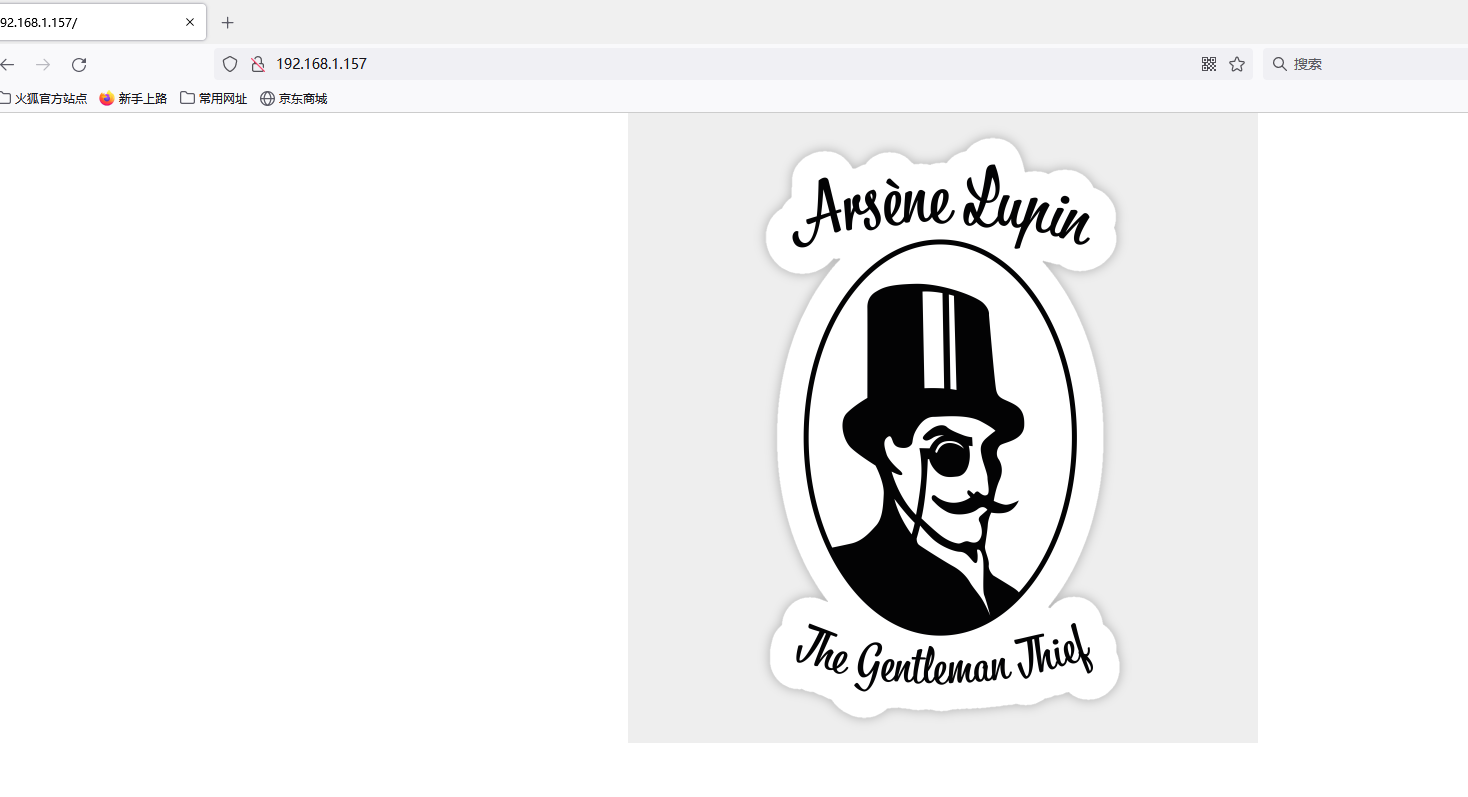 92.168.1.157/
192.168.1.157
搜索
火狐官方站点 新手上路 常用网址 京东商城
Arsène Lupin
The Gentleman Thief